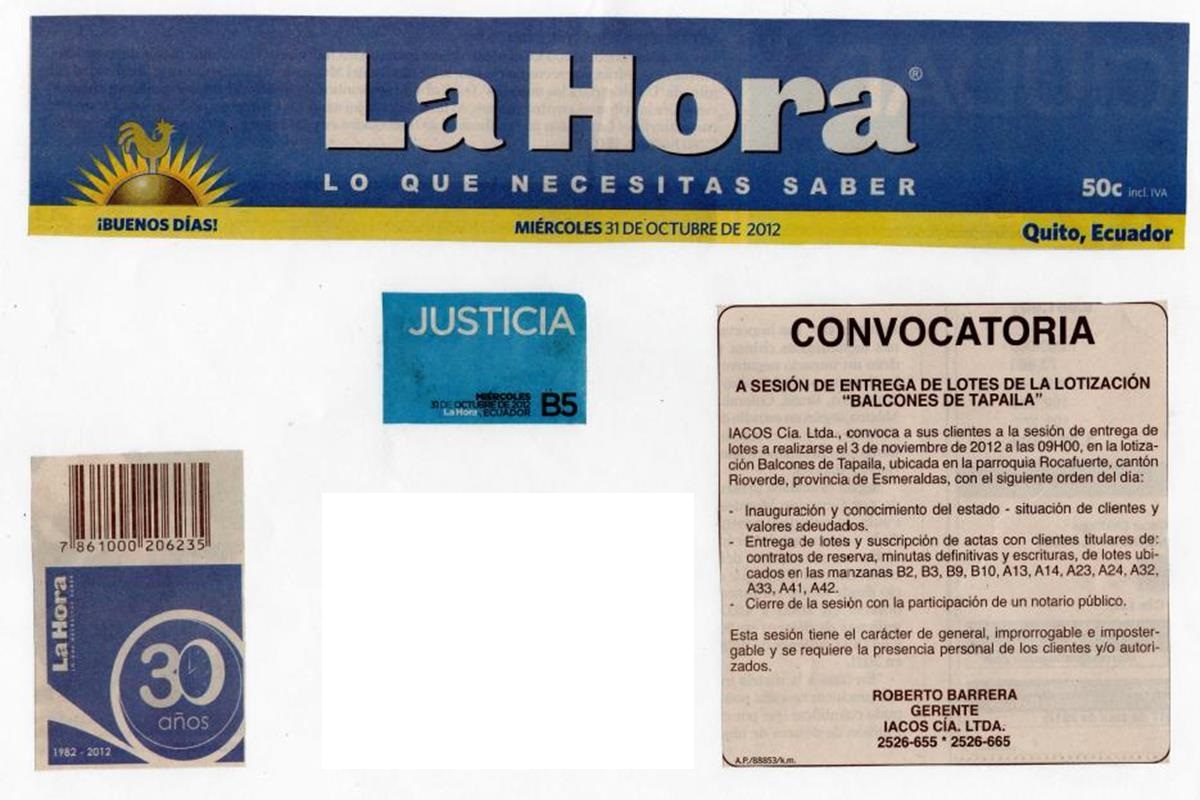 La Hora®
LO QUE NECESITAS SABER
50c incl. IVA
¡BUENOS DÍAS!
MIÉRCOLES 31 DE OCTUBRE DE 2012
Quito, Ecuador
JUSTICIA
MIÉRCOLES
31 DE OCTUBRE DE 2012
La Hora, ECUADOR
B5
7 861000 206235
La Hora
LO QUE NECESITAS SABER
30
años
1982 - 2012
CONVOCATORIA
A SESIÓN DE ENTREGA DE LOTES DE LA LOTIZACIÓN
“BALCONES DE TAPAILA”
IACOS Cía. Ltda., convoca a sus clientes a la sesión de entrega de
lotes a realizarse el 3 de noviembre de 2012 a las 09H00, en la lotiza-
ción Balcones de Tapaila, ubicada en la parroquia Rocafuerte, cantón
Rioverde, provincia de Esmeraldas, con el siguiente orden del día:
- Inauguración y conocimiento del estado - situación de clientes y
valores adeudados.
- Entrega de lotes y suscripción de actas con clientes titulares de:
contratos de reserva, minutas definitivas y escrituras, de lotes ubi-
cados en las manzanas B2, B3, B9, B10, A13, A14, A23, A24, A32,
A33, A41, A42.
- Cierre de la sesión con la participación de un notario público.
Esta sesión tiene el carácter de general, improrrogable e imposter-
gable y se requiere la presencia personal de los clientes y/o autori-
zados.
ROBERTO BARRERA
GERENTE
IACOS CÍA. LTDA.
2526-655 * 2526-665
A.P./88853/k.m.